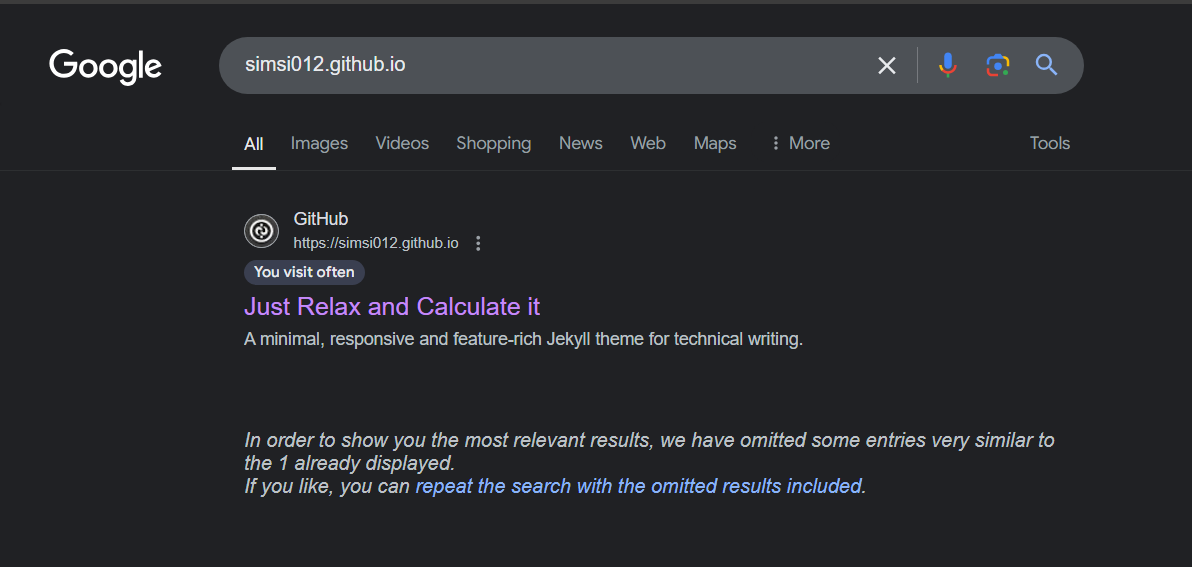 Google
simsi012.github.io
All Images Videos Shopping News Web Maps More Tools
GitHub
https://simsi012.github.io
You visit often
Just Relax and Calculate it
A minimal, responsive and feature-rich Jekyll theme for technical writing.
In order to show you the most relevant results, we have omitted some entries very similar to
the 1 already displayed.
If you like, you can repeat the search with the omitted results included.